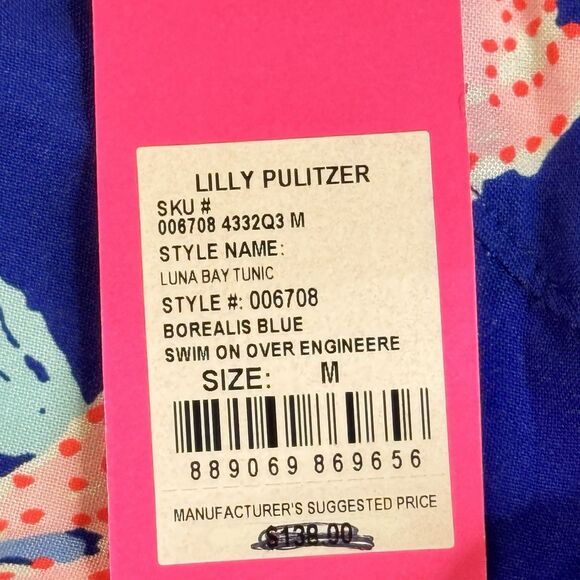 LILLY PULITZER
SKU #
006708 4332Q3 M
STYLE NAME:
LUNA BAY TUNIC
STYLE #: 006708
BOREALIS BLUE
SWIM ON OVER ENGINEERE
SIZE: M
889069 869656
MANUFACTURER'S SUGGESTED PRICE
$138.00